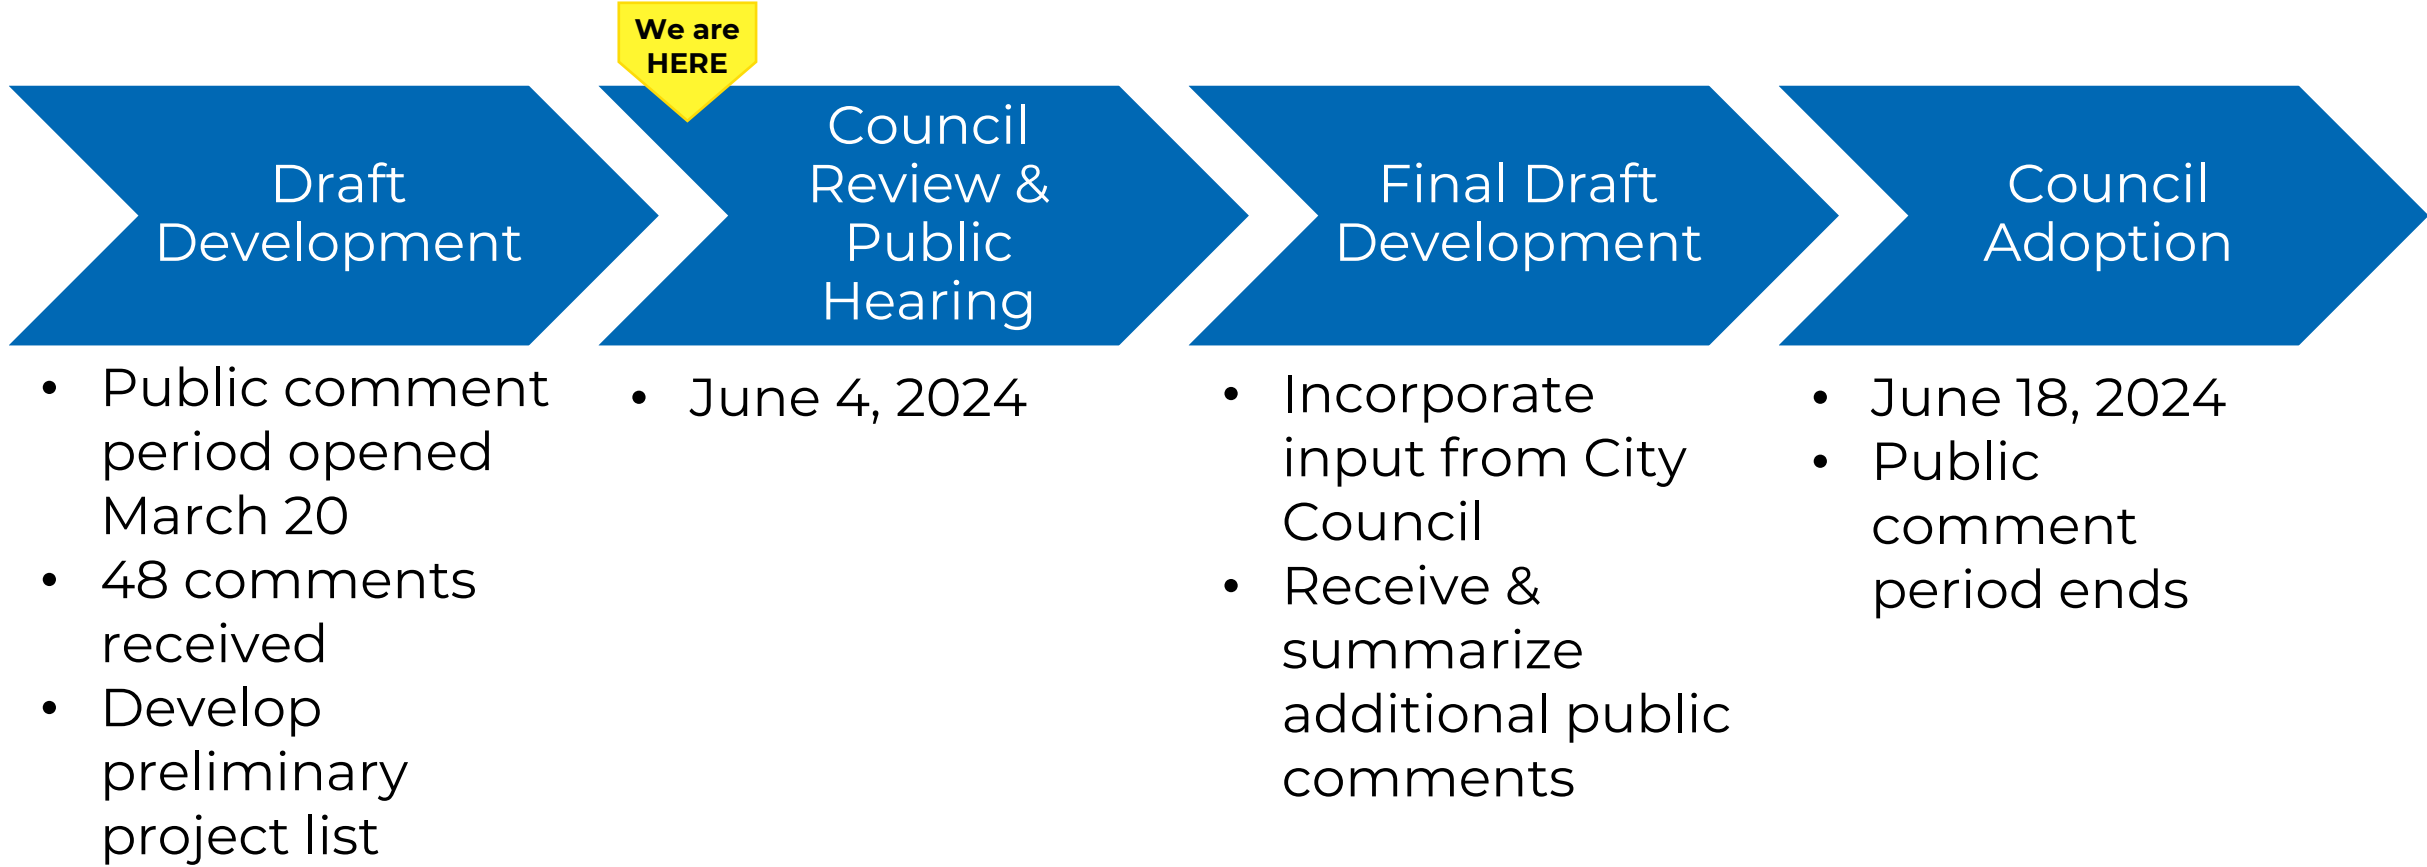 We are
HERE
Draft
Development
• Public comment
period opened
March 20
• 48 comments
received
• Develop
preliminary
project list
Council
Review &
Public
Hearing
• June 4, 2024
Final Draft
Development
• Incorporate
input from City
Council
• Receive &
summarize
additional public
comments
Council
Adoption
• June 18, 2024
• Public
comment
period ends